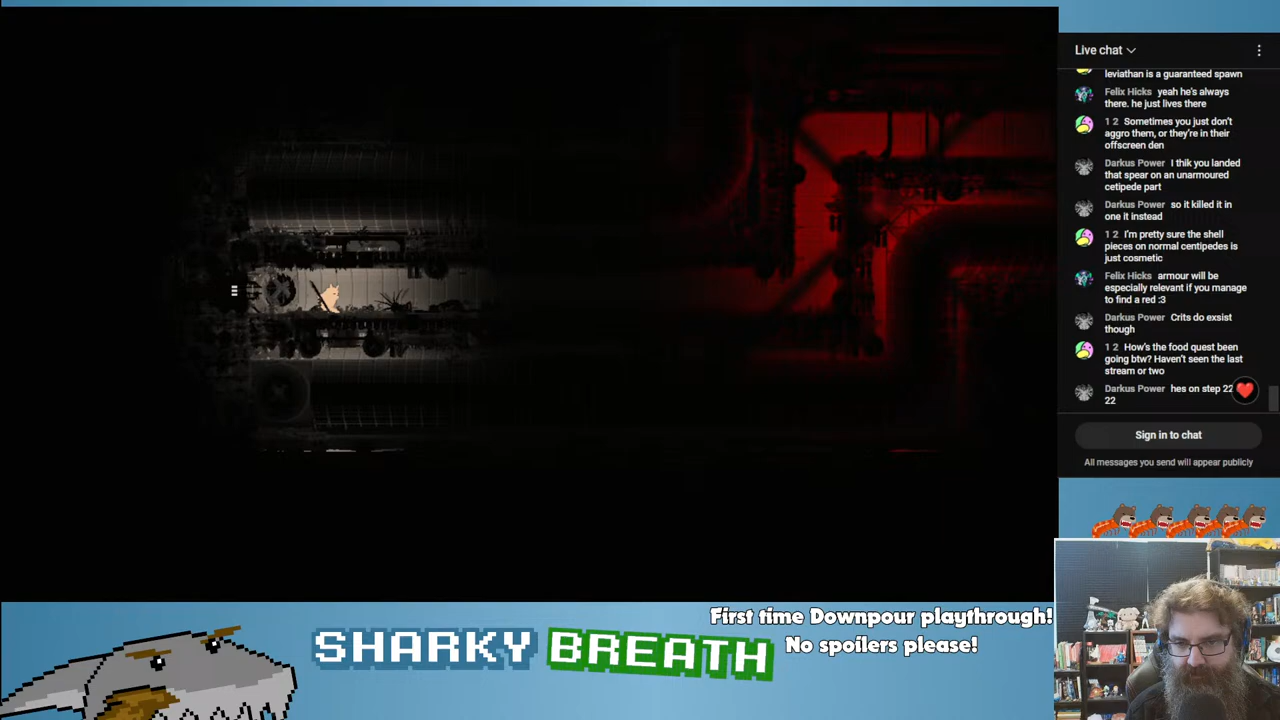 Live chat
leviathan is a guaranteed spawn
Felix Hicks yeah he's always
there. he just lives there
1 2 Sometimes you just don't
aggro them, or they're in their
offscreen den
Darkus Power I thik you landed
that spear on an unarmoured
cetipede part
Darkus Power so it killed it in
one it instead
1 2 I'm pretty sure the shell
pieces on normal centipedes is
just cosmetic
Felix Hicks armour will be
especially relevant if you manage
to find a red :3
Darkus Power Crits do exsist
though
1 2 How's the food quest been
going btw? Haven't seen the last
stream or two
Darkus Power hes on step 22
22
Sign in to chat
All messages you send will appear publicly
First time Downpour playthrough!
No spoilers please!
SHARKY BREATH